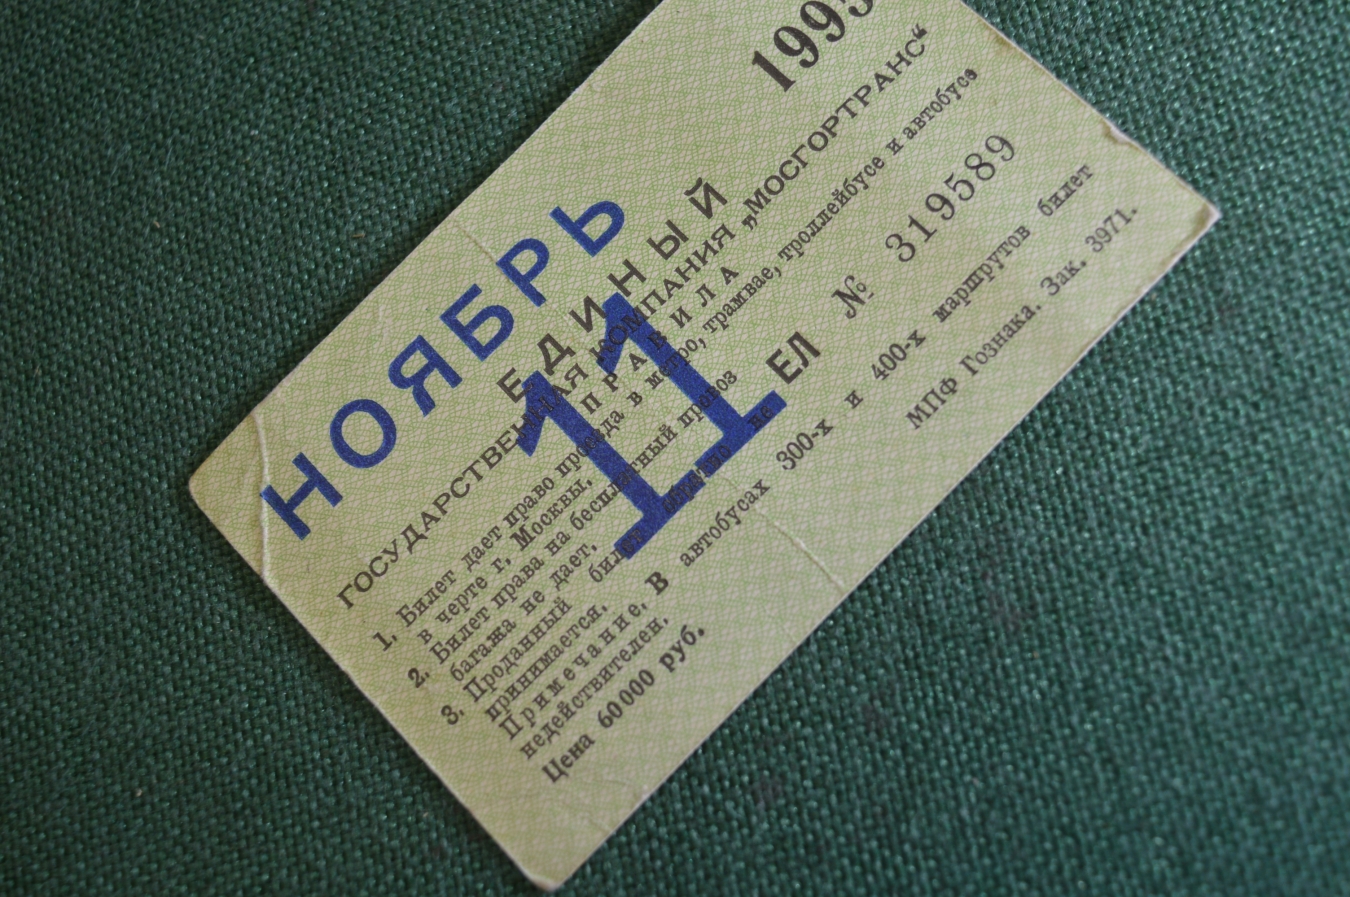 НОЯБРЬ
1995
11
ЕДИНЫЙ
ГОСУДАРСТВЕННАЯ КОМПАНИЯ „МОСГОРТРАНС“
ПРАВИЛА
1. Билет дает право проезда в метро, трамвае, троллейбусе и автобусе
в черте г. Москвы.
2. Билет права на бесплатный провоз
багажа не дает.
ЕЛ № 319589
3. Проданный билет обратно не
принимается.
Примечание. В автобусах 300-х и 400-х маршрутов билет
недействителен.
Цена 60000 руб.
МПФ Гознака. Зак. 3971.